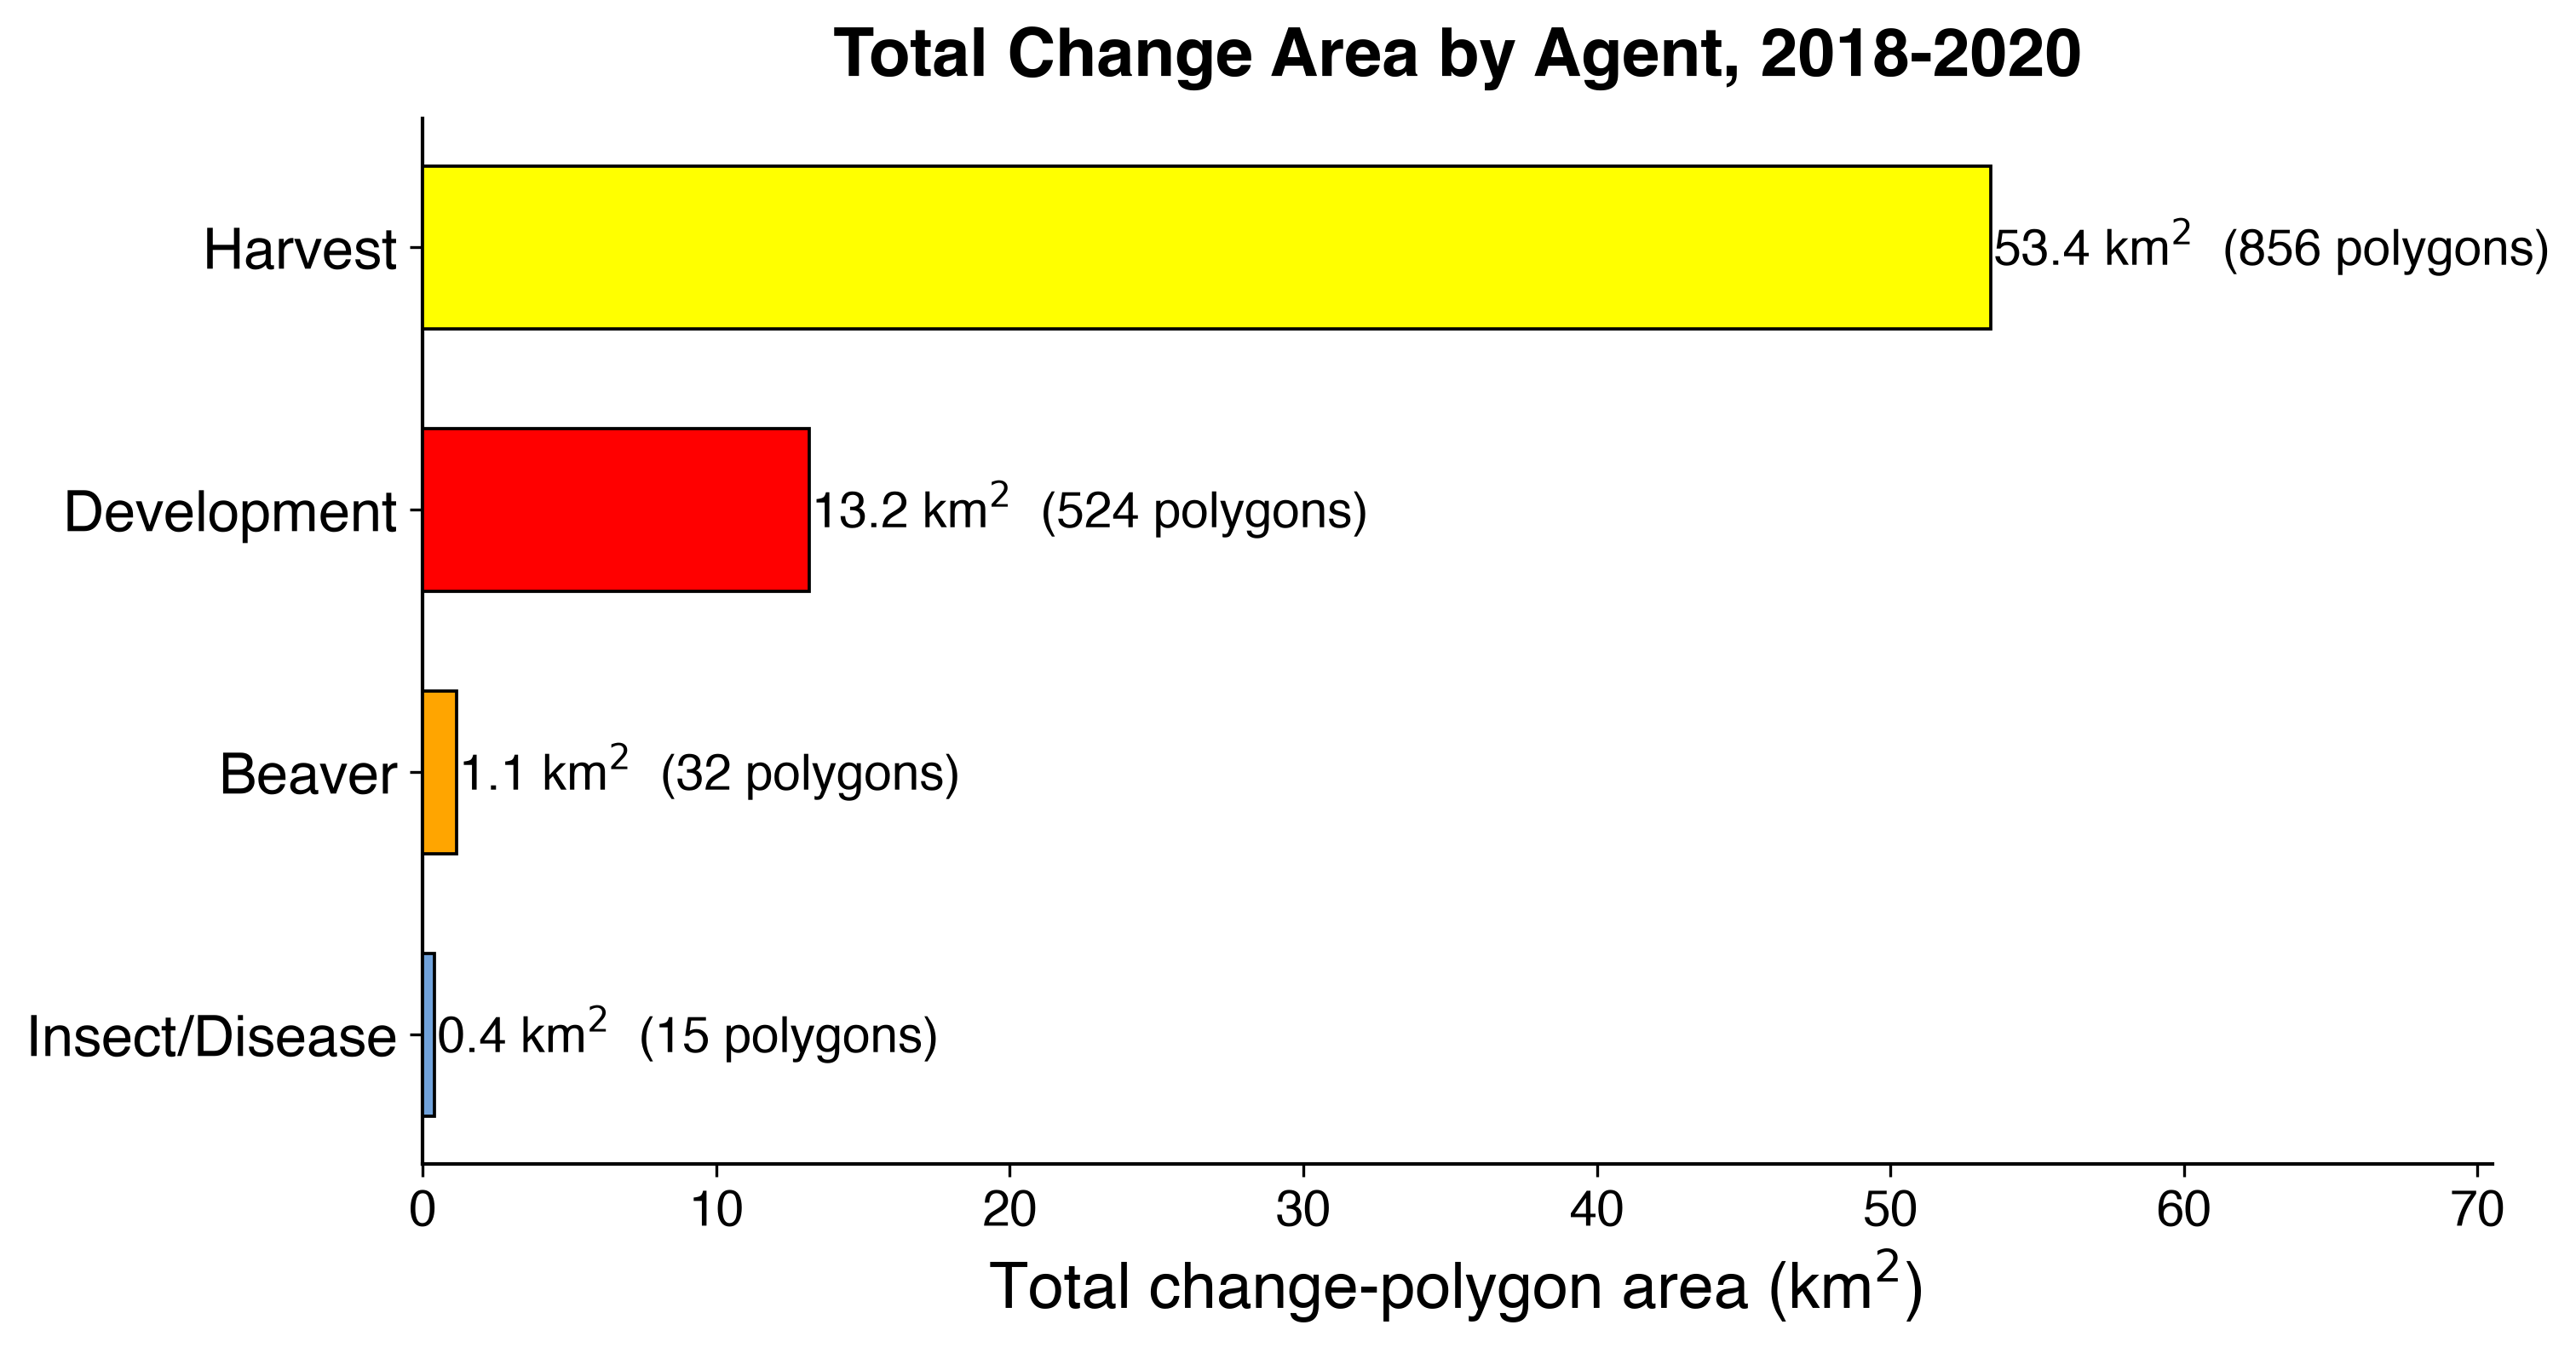 Total Change Area by Agent, 2018-2020
Harvest
53.4 km² (856 polygons)
Development
13.2 km² (524 polygons)
Beaver
1.1 km² (32 polygons)
Insect/Disease
0.4 km² (15 polygons)
0 10 20 30 40 50 60 70
Total change-polygon area (km²)